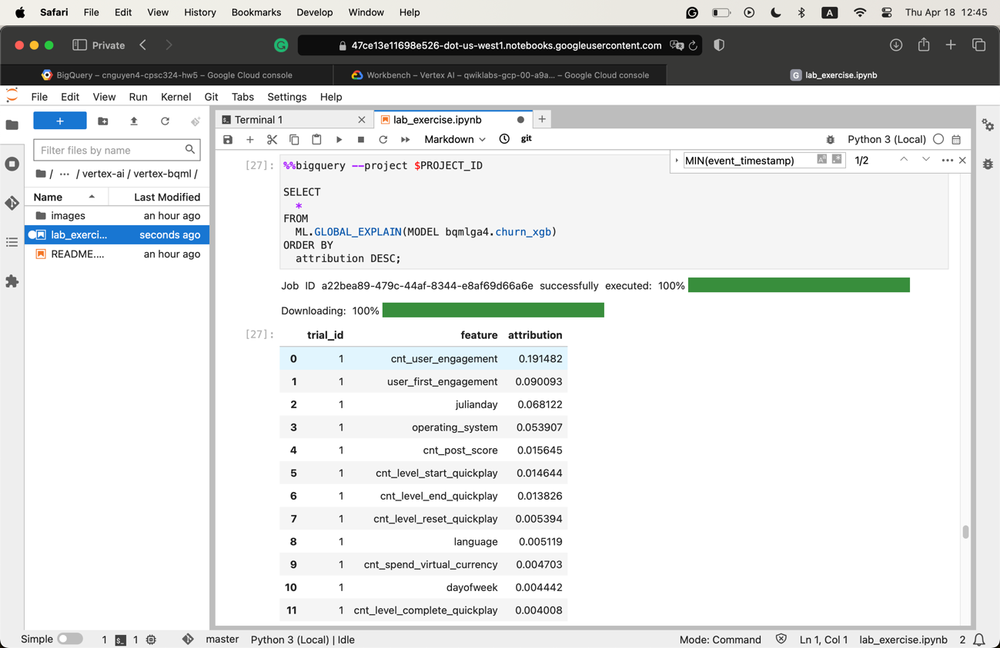 Safari File Edit View History Bookmarks Develop Window Help A Thu Apr 18 12:45
Private 47ce13e11698e526-dot-us-west1.notebooks.googleusercontent.com
BigQuery – cnguyen4-cpsc324-hw5 – Google Cloud console Workbench – Vertex AI – qwiklabs-gcp-00-a9a... – Google Cloud console G lab_exercise.ipynb
File Edit View Run Kernel Git Tabs Settings Help
+ Terminal 1 lab_exercise.ipynb
Filter files by name
Markdown git Python 3 (Local)
/ ··· / vertex-ai / vertex-bqml /
Name Last Modified
images an hour ago
lab_exerci... seconds ago
README.... an hour ago
MIN(event_timestamp) 1/2
[27]: %%bigquery --project $PROJECT_ID
SELECT
*
FROM
ML.GLOBAL_EXPLAIN(MODEL bqmlga4.churn_xgb)
ORDER BY
attribution DESC;
Job ID a22bea89-479c-44af-8344-e8af69d66a6e successfully executed: 100%
Downloading: 100%
[27]: trial_id feature attribution
0 1 cnt_user_engagement 0.191482
1 1 user_first_engagement 0.090093
2 1 julianday 0.068122
3 1 operating_system 0.053907
4 1 cnt_post_score 0.015645
5 1 cnt_level_start_quickplay 0.014644
6 1 cnt_level_end_quickplay 0.013826
7 1 cnt_level_reset_quickplay 0.005394
8 1 language 0.005119
9 1 cnt_spend_virtual_currency 0.004703
10 1 dayofweek 0.004442
11 1 cnt_level_complete_quickplay 0.004008
Simple 1 1 master Python 3 (Local) | Idle Mode: Command Ln 1, Col 1 lab_exercise.ipynb 2